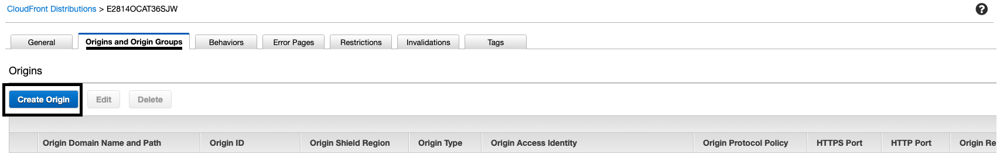 CloudFront Distributions > E2814OCAT36SJW
?
General
Origins and Origin Groups
Behaviors
Error Pages
Restrictions
Invalidations
Tags
Origins
Create Origin
Edit
Delete
Origin Domain Name and Path
Origin ID
Origin Shield Region
Origin Type
Origin Access Identity
Origin Protocol Policy
HTTPS Port
HTTP Port
Origin Re